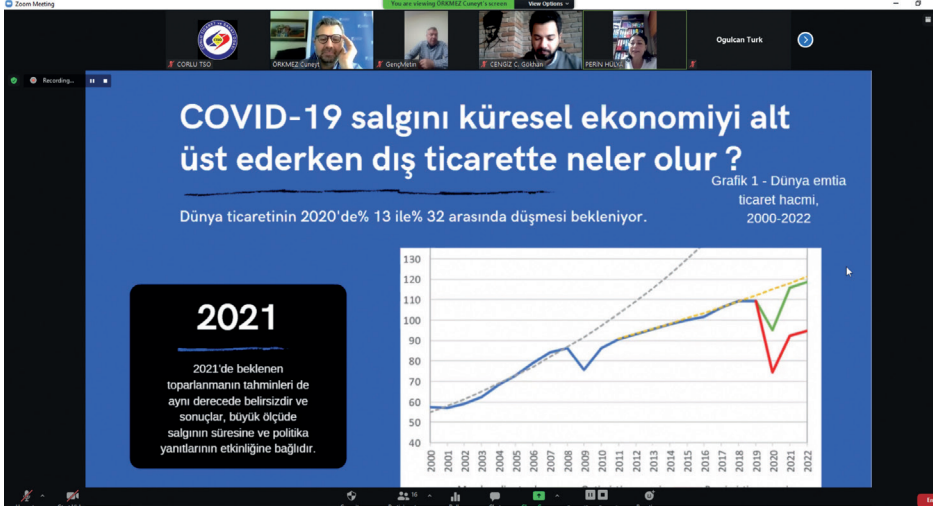 Zoom Meeting
You are viewing ÖRKMEZ Cuneyt's screen
View Options
ÇORLU TSO
ÖRKMEZ Cuneyt
GençMetin
CENGİZ C. Gökhan
PERİN HÜLYA
Ogulcan Turk
Recording...
COVID-19 salgını küresel ekonomiyi alt
üst ederken dış ticarette neler olur ?
Grafik 1 - Dünya emtia
ticaret hacmi,
2000-2022
Dünya ticaretinin 2020'de% 13 ile% 32 arasında düşmesi bekleniyor.
2021
2021'de beklenen
toparlanmanın tahminleri de
aynı derecede belirsizdir ve
sonuçlar, büyük ölçüde
salgının süresine ve politika
yanıtlarının etkinliğine bağlıdır.
130
120
110
100
90
80
70
60
50
40
2000 2001 2002 2003 2004 2005 2006 2007 2008 2009 2010 2011 2012 2013 2014 2015 2016 2017 2018 2019 2020 2021 2022
16